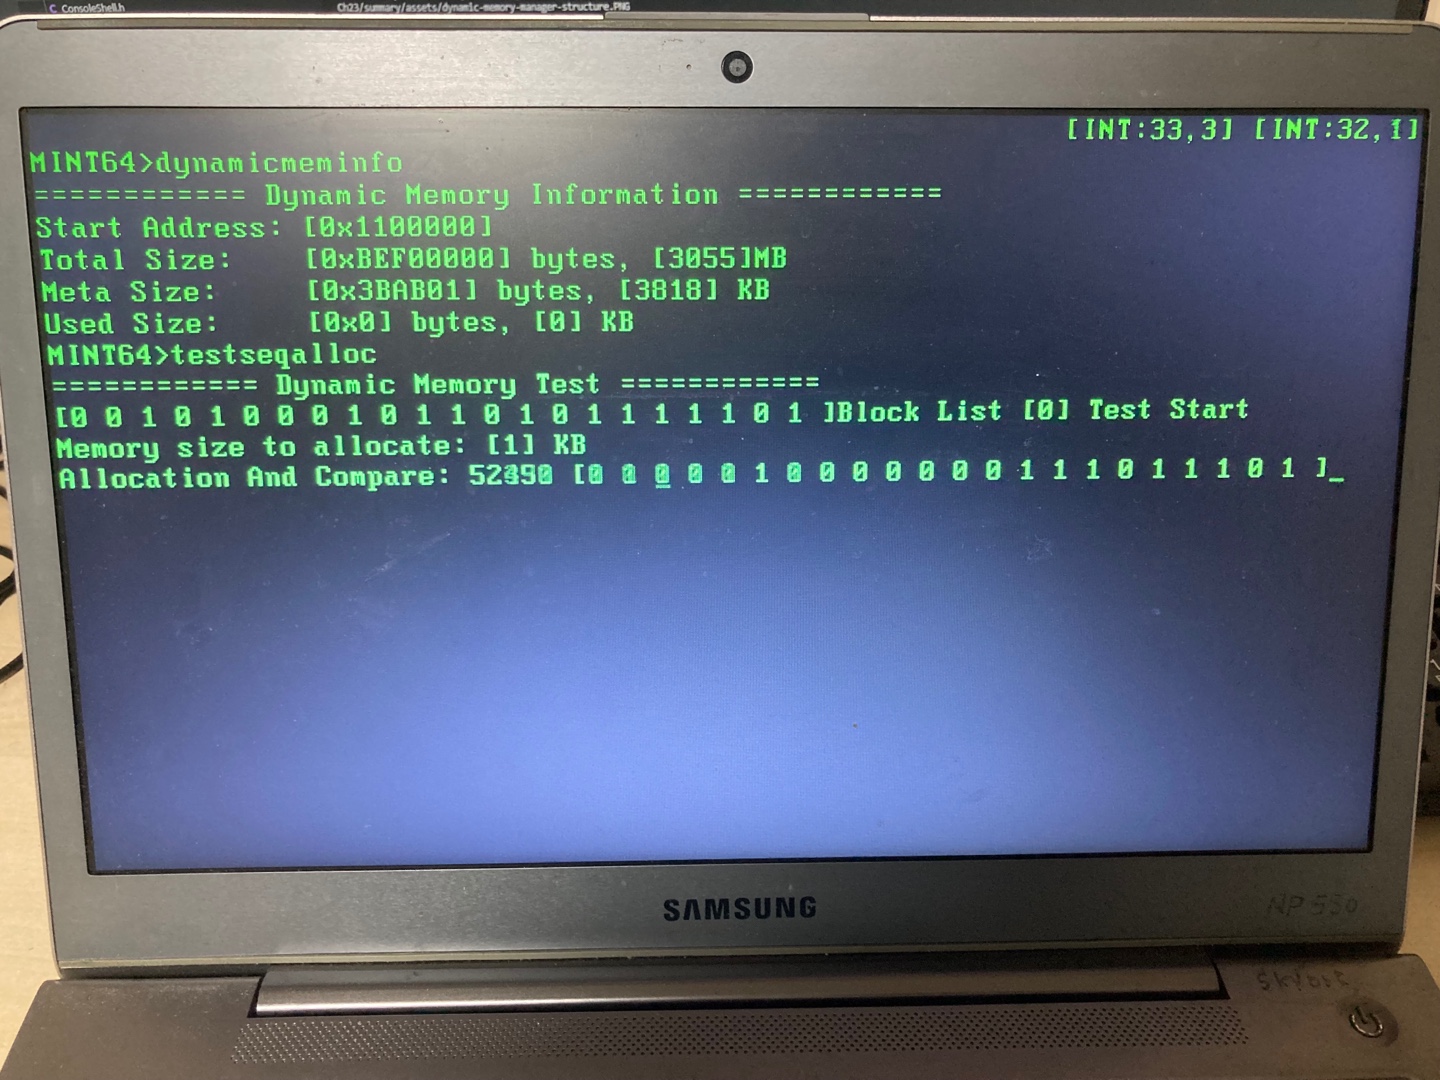 ConsoleShell.h
Ch23/summary/assets/dynamic-memory-manager-structure.PNG
[INT:33,3] [INT:32,1]
MINT64>dynamicmeminfo
============ Dynamic Memory Information ============
Start Address: [0x1100000]
Total Size: [0xBEF00000] bytes, [3055]MB
Meta Size: [0x3BAB01] bytes, [3818] KB
Used Size: [0x0] bytes, [0] KB
MINT64>testseqalloc
============ Dynamic Memory Test ============
[0 0 1 0 1 0 0 0 1 0 1 1 0 1 0 1 1 1 1 1 1 0 1 ]Block List [0] Test Start
Memory size to allocate: [1] KB
Allocation And Compare: [0 0 0 0 1 0 0 0 0 0 0 0 1 1 1 0 1 1 1 0 1 ]_
SAMSUNG
NP 530